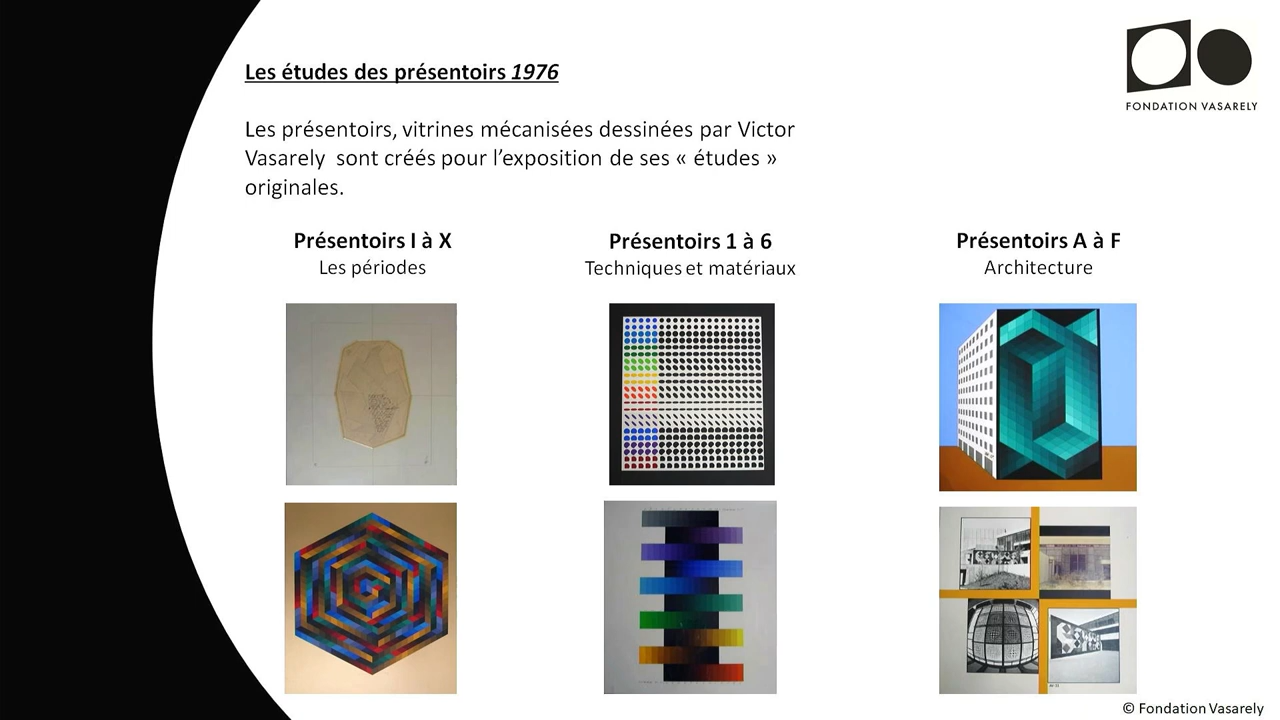 Les études des présentoirs 1976
FONDATION VASARELY
Les présentoirs, vitrines mécanisées dessinées par Victor
Vasarely sont créés pour l’exposition de ses « études »
originales.
Présentoirs I à X
Les périodes
Présentoirs 1 à 6
Techniques et matériaux
Présentoirs A à F
Architecture
© Fondation Vasarely